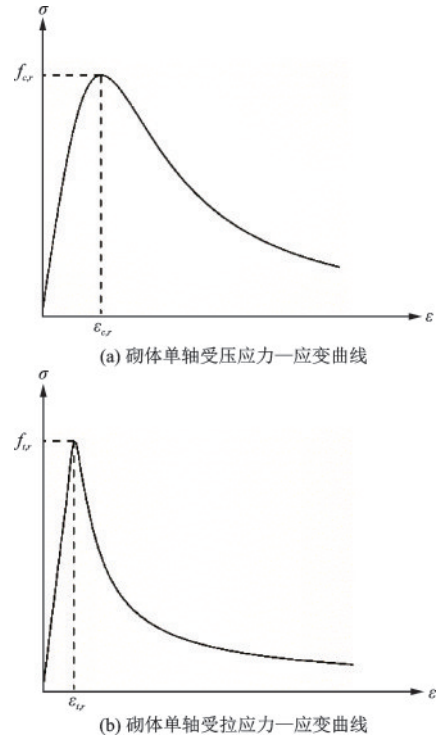 σ
f_{c,r}
ε_{c,r}
ε
(a) 砌体单轴受压应力—应变曲线
σ
f_{t,r}
ε_{t,r}
ε
(b) 砌体单轴受拉应力—应变曲线